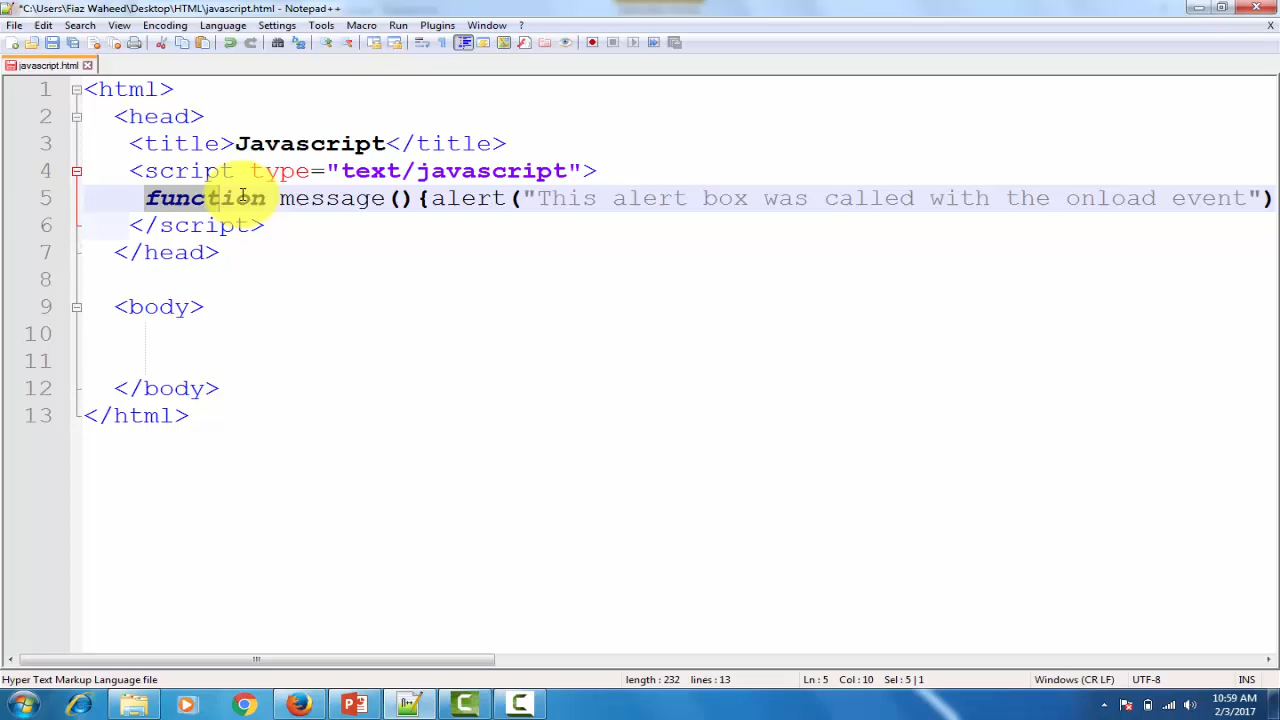 *C:\Users\Fiaz Waheed\Desktop\HTML\javascript.html - Notepad++
File Edit Search View Encoding Language Settings Tools Macro Run Plugins Window ? X
javascript.html
1 <html>
2 <head>
3 <title>Javascript</title>
4 <script type="text/javascript">
5 function message(){alert("This alert box was called with the onload event")
6 </script>
7 </head>
8
9 <body>
10
11
12 </body>
13 </html>
Hyper Text Markup Language file length : 232 lines : 13 Ln : 5 Col : 10 Sel : 5 | 1 Windows (CR LF) UTF-8 INS
10:59 AM
2/3/2017